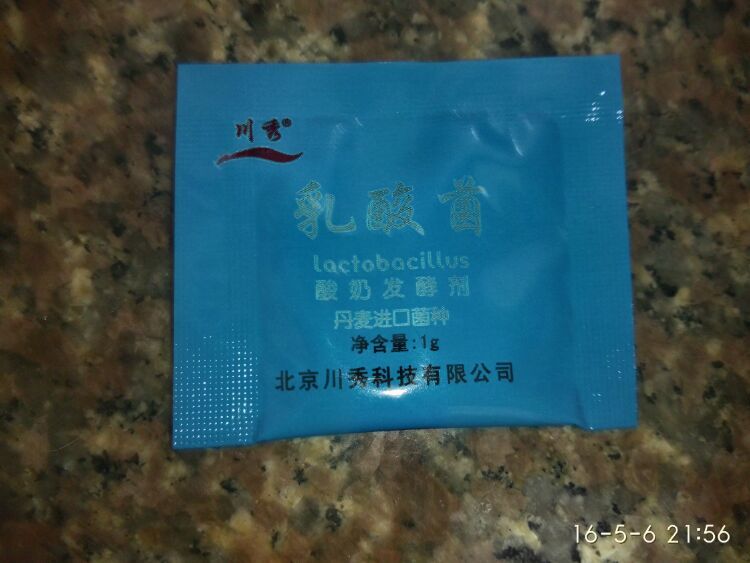 川秀®
乳酸菌
lactobacillus
酸奶发酵剂
丹麦进口菌种
净含量:1g
北京川秀科技有限公司
16-5-6 21:56